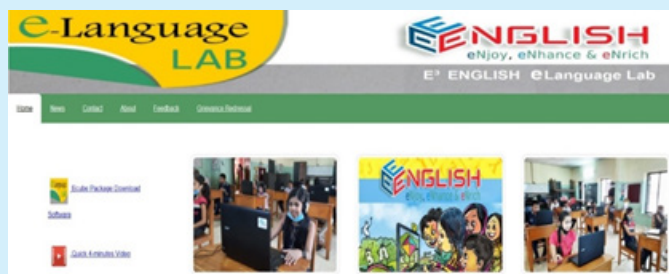 e-Language
LAB
EENGLISH
eNjoy, eNhance & eNrich
E³ ENGLISH eLanguage Lab
Home News Contact About Feedback Grievance Redressal
Ecube Package Download
Software
Quick 4-minutes Video
ENGLISH
eNjoy, eNhance & eNrich